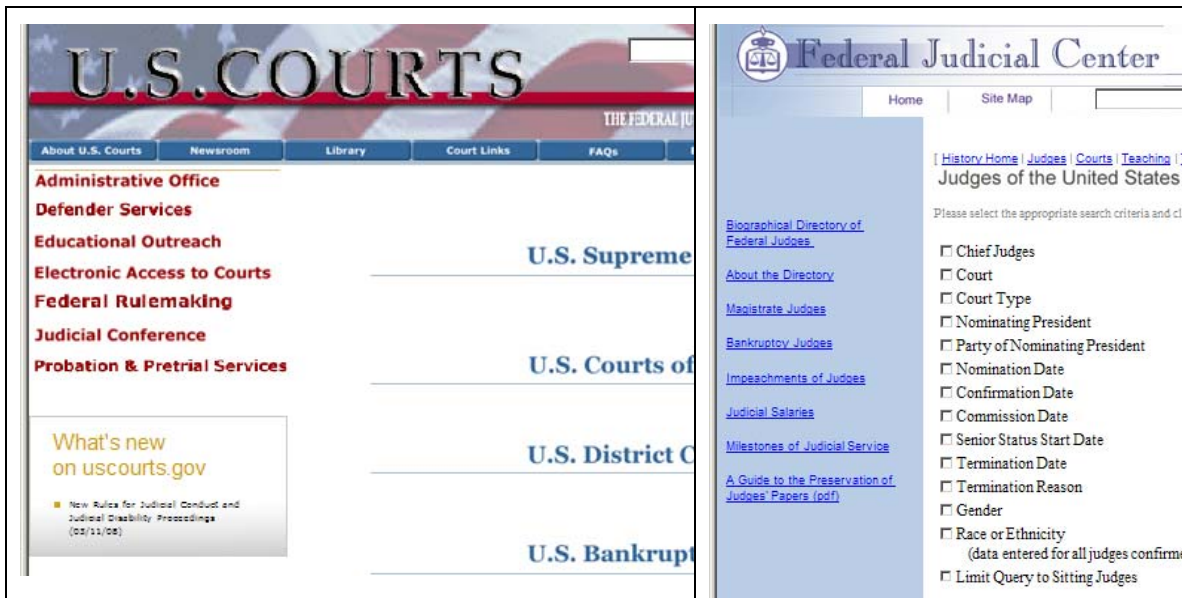 U.S.COURTS
THE FEDERAL JU
About U.S. Courts
Newsroom
Library
Court Links
FAQs
Administrative Office
Defender Services
Educational Outreach
Electronic Access to Courts
Federal Rulemaking
Judicial Conference
Probation & Pretrial Services
What's new
on uscourts.gov
New Rules for Judicial Conduct and
Judicial Disability Proceedings
(03/11/08)
U.S. Supreme
U.S. Courts of
U.S. District C
U.S. Bankrupt
Federal Judicial Center
Home
Site Map
Biographical Directory of
Federal Judges
About the Directory
Magistrate Judges
Bankruptcy Judges
Impeachments of Judges
Judicial Salaries
Milestones of Judicial Service
A Guide to the Preservation of
Judges' Papers (pdf)
[ History Home | Judges | Courts | Teaching |
Judges of the United States
Please select the appropriate search criteria and cl
Chief Judges
Court
Court Type
Nominating President
Party of Nominating President
Nomination Date
Confirmation Date
Commission Date
Senior Status Start Date
Termination Date
Termination Reason
Gender
Race or Ethnicity
(data entered for all judges confirme
Limit Query to Sitting Judges